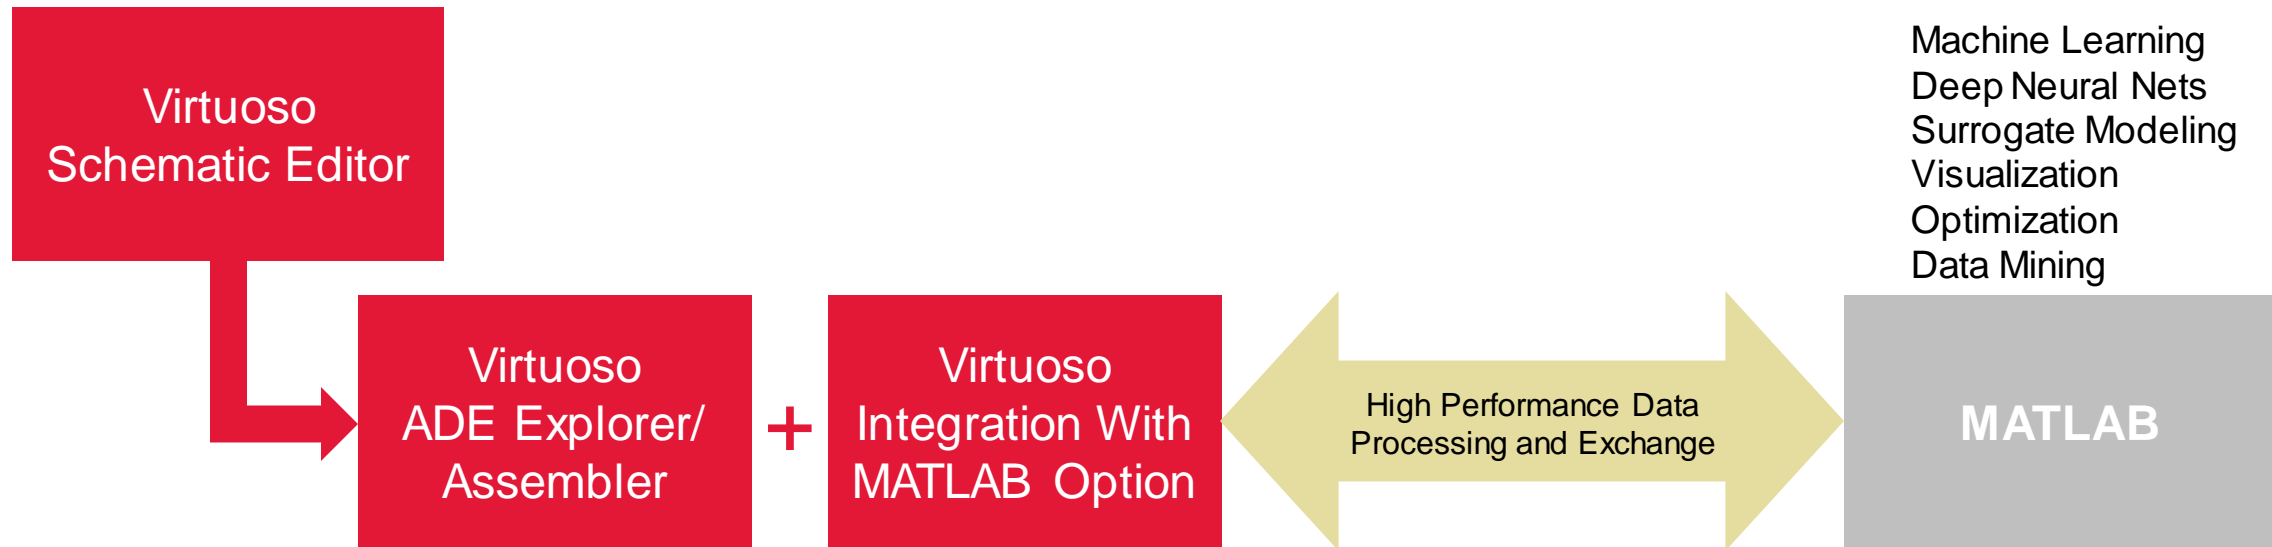 Virtuoso
Schematic Editor
Machine Learning
Deep Neural Nets
Surrogate Modeling
Visualization
Optimization
Data Mining
Virtuoso
ADE Explorer/
Assembler
+
Virtuoso
Integration With
MATLAB Option
High Performance Data
Processing and Exchange
MATLAB